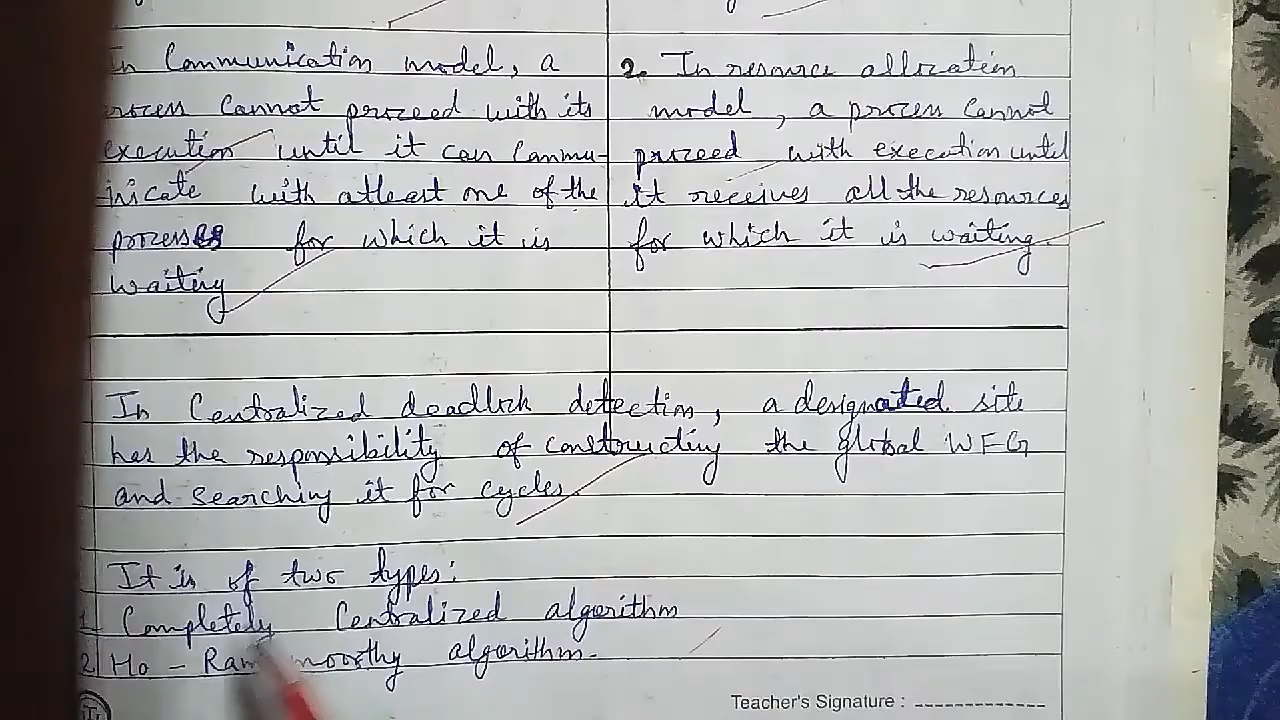 In Communication model, a
process cannot proceed with its
execution until it can Commu-
nicate with atleast one of the
process for which it is
waiting
2. In resource allocation
model, a process cannot
proceed with execution until
it receives all the resources
for which it is waiting.
In Centralized deadlock detection, a designated site
has the responsibility of constructing the global WFG
and searching it for cycles.
It is of two types:
1 Completely Centralized algorithm
2 Ho - Ramamoorthy algorithm.
Teacher's Signature : -------------